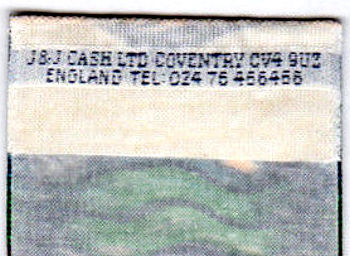 J&J CASH LTD COVENTRY CV4 9UZ
ENGLAND TEL: 024 76 466466